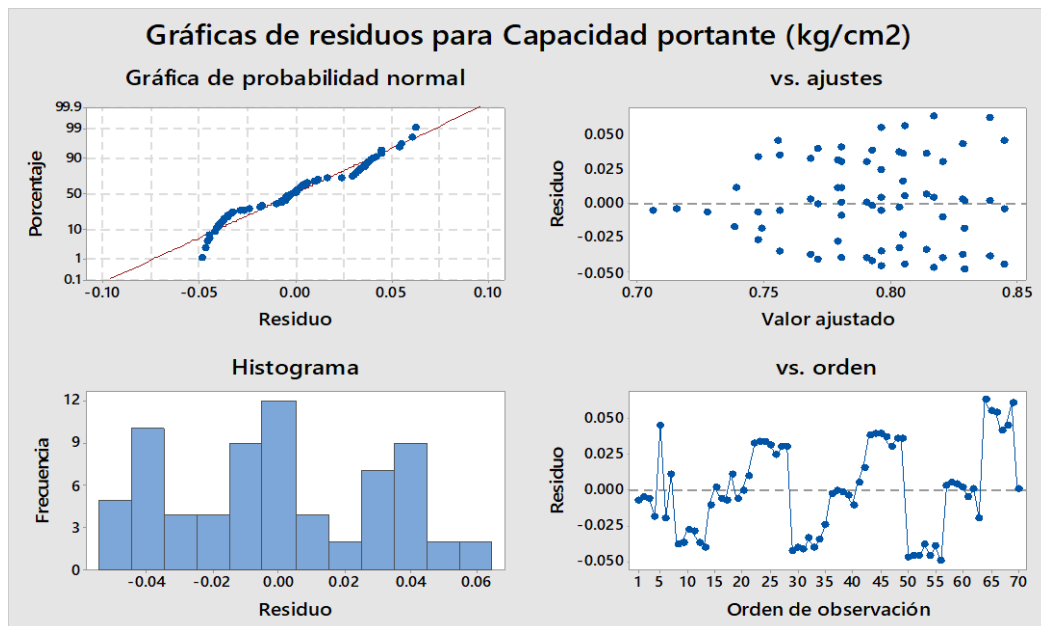 Gráficas de residuos para Capacidad portante (kg/cm2)
Gráfica de probabilidad normal
99.9
99
90
50
10
1
0.1
Porcentaje
-0.10 -0.05 0.00 0.05 0.10
Residuo
vs. ajustes
0.050
0.025
0.000
-0.025
-0.050
Residuo
0.70 0.75 0.80 0.85
Valor ajustado
Histograma
12
9
6
3
0
Frecuencia
-0.04 -0.02 0.00 0.02 0.04 0.06
Residuo
vs. orden
0.050
0.025
0.000
-0.025
-0.050
Residuo
1 5 10 15 20 25 30 35 40 45 50 55 60 65 70
Orden de observación